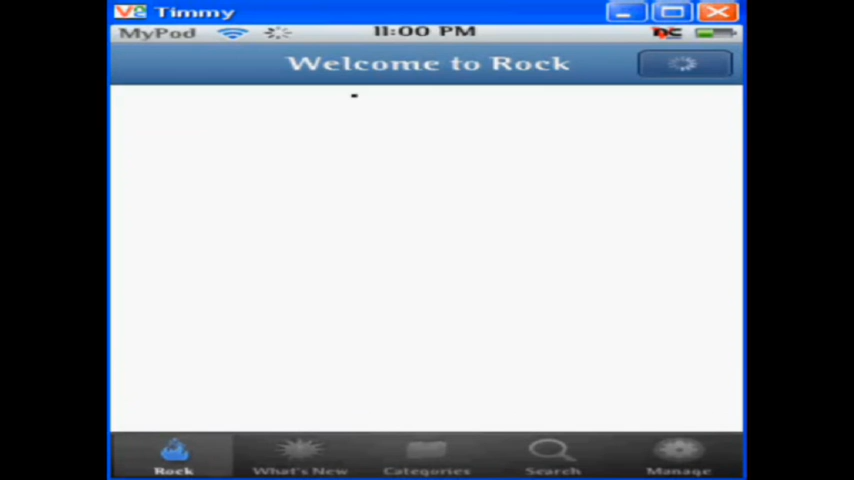 Timmy
MyPod 11:00 PM
Welcome to Rock
Rock What's New Categories Search Manage